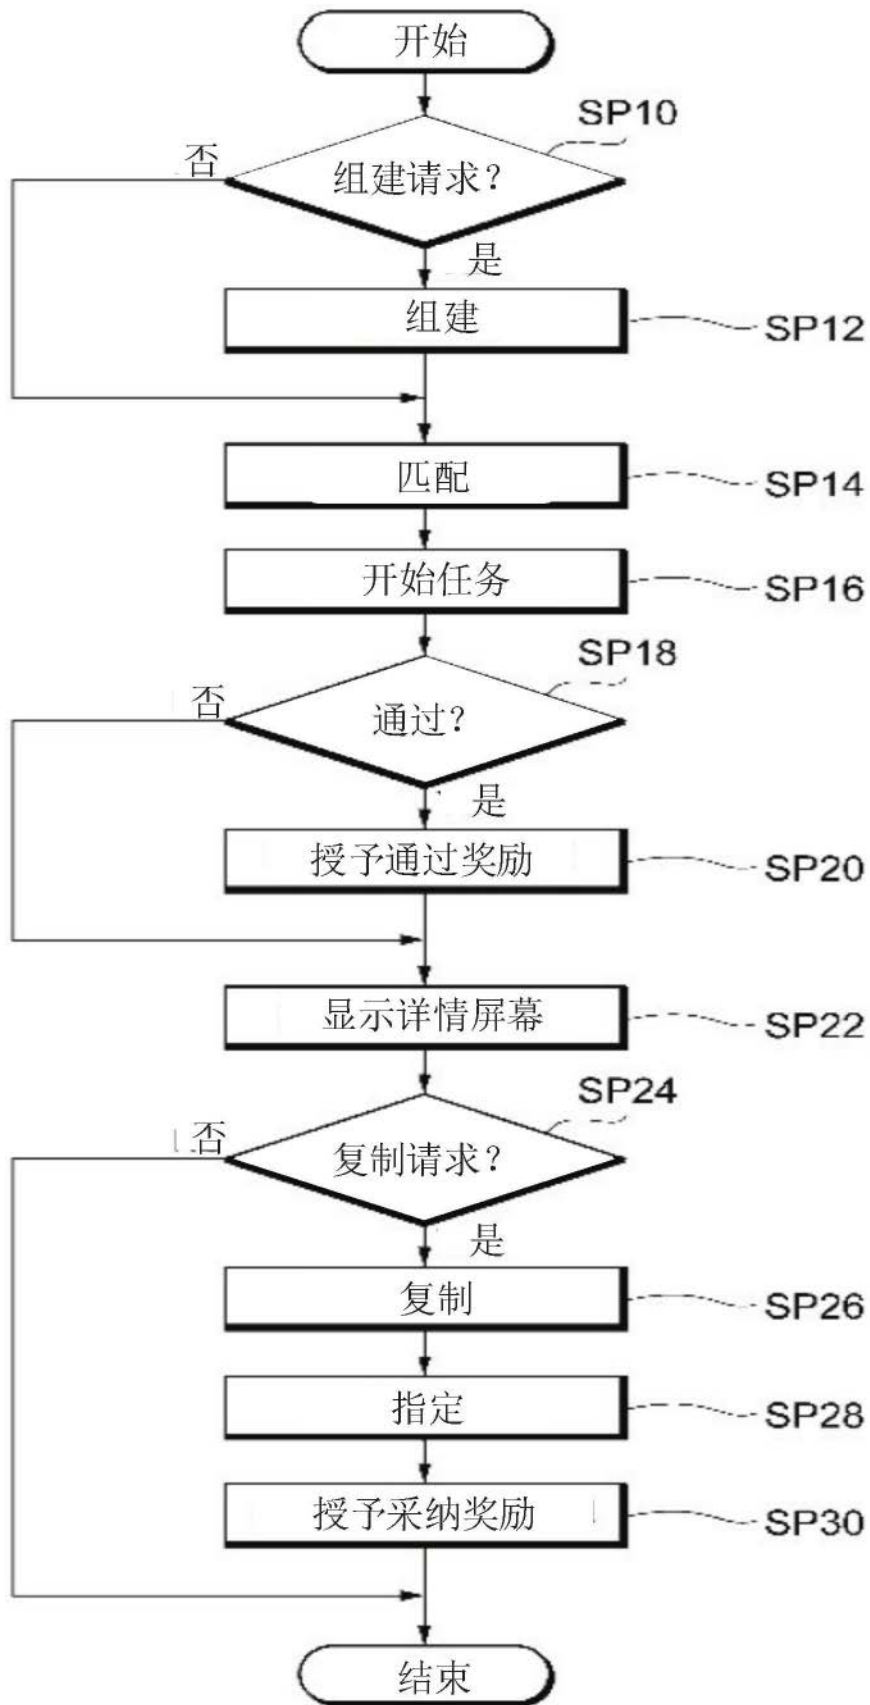 开始
SP10
否
组建请求？
是
组建
SP12
匹配
SP14
开始任务
SP16
SP18
否
通过？
是
授予通过奖励
SP20
显示详情屏幕
SP22
SP24
否
复制请求？
是
复制
SP26
指定
SP28
授予采纳奖励
SP30
结束